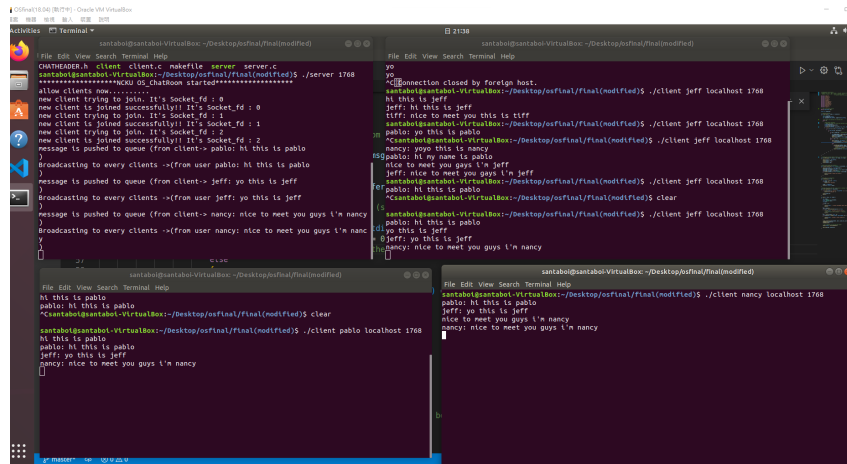 OSfinal(18.04) [執行中] - Oracle VM VirtualBox
檔案 機器 檢視 輸入 裝置 說明
Activities Terminal 21:38
santaboi@santaboi-VirtualBox: ~/Desktop/osfinal/final(modified)
File Edit View Search Terminal Help
CHATHEADER.h client client.c makefile server server.c
santaboi@santaboi-VirtualBox:~/Desktop/osfinal/final(modified)$ ./server 1768
*******************NCKU OS_ChatRoom started*******************
allow clients now..........
new client trying to join. It's Socket_fd : 0
new client is joined successfully!! It's Socket_fd : 0
new client trying to join. It's Socket_fd : 1
new client is joined successfully!! It's Socket_fd : 1
new client trying to join. It's Socket_fd : 2
new client is joined successfully!! It's Socket_fd : 2
message is pushed to queue (from client-> pablo: hi this is pablo
)
Broadcasting to every clients ->(from user pablo: hi this is pablo
)
message is pushed to queue (from client-> jeff: yo this is jeff
)
Broadcasting to every clients ->(from user jeff: yo this is jeff
)
message is pushed to queue (from client-> nancy: nice to meet you guys i'm nancy
)
Broadcasting to every clients ->(from user nancy: nice to meet you guys i'm nanc
y
)
santaboi@santaboi-VirtualBox: ~/Desktop/osfinal/final(modified)
File Edit View Search Terminal Help
yo
yo
Connection closed by foreign host.
santaboi@santaboi-VirtualBox:~/Desktop/osfinal/final(modified)$ ./client jeff localhost 1768
hi this is jeff
jeff: hi this is jeff
tiff: nice to meet you this is tiff
santaboi@santaboi-VirtualBox:~/Desktop/osfinal/final(modified)$ ./client jeff localhost 1768
pablo: yo this is pablo
^Csantaboi@santaboi-VirtualBox:~/Desktop/osfinal/final(modified)$ ./client jeff localhost 1768
nancy: yoyo this is nancy
pablo: hi my name is pablo
nice to meet you gays i'm jeff
jeff: nice to meet you gays i'm jeff
santaboi@santaboi-VirtualBox:~/Desktop/osfinal/final(modified)$ ./client jeff localhost 1768
pablo: hi this is pablo
^Csantaboi@santaboi-VirtualBox:~/Desktop/osfinal/final(modified)$ clear
santaboi@santaboi-VirtualBox:~/Desktop/osfinal/final(modified)$ ./client jeff localhost 1768
pablo: hi this is pablo
yo this is jeff
jeff: yo this is jeff
nancy: nice to meet you guys i'm nancy
else
santaboi@santaboi-VirtualBox: ~/Desktop/osfinal/final(modified)
File Edit View Search Terminal Help
hi this is pablo
pablo: hi this is pablo
^Csantaboi@santaboi-VirtualBox:~/Desktop/osfinal/final(modified)$ clear
santaboi@santaboi-VirtualBox:~/Desktop/osfinal/final(modified)$ ./client pablo localhost 1768
hi this is pablo
pablo: hi this is pablo
jeff: yo this is jeff
nancy: nice to meet you guys i'm nancy
santaboi@santaboi-VirtualBox: ~/Desktop/osfinal/final(modified)
File Edit View Search Terminal Help
santaboi@santaboi-VirtualBox:~/Desktop/osfinal/final(modified)$ ./client nancy localhost 1768
pablo: hi this is pablo
jeff: yo this is jeff
nice to meet you guys i'm nancy
nancy: nice to meet you guys i'm nancy
master*